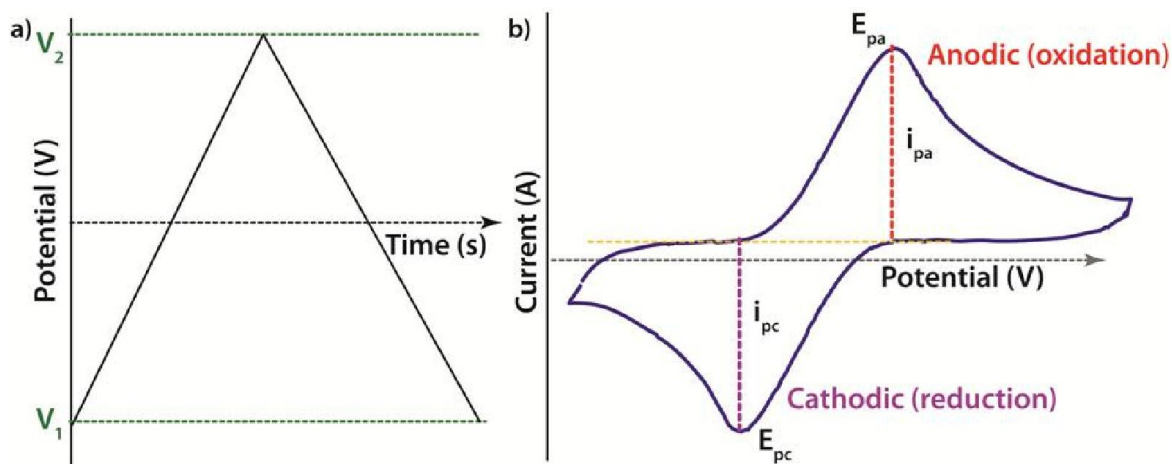 a)
V₂
Potential (V)
Time (s)
V₁
b)
Eₚₐ
Anodic (oxidation)
iₚₐ
Current (A)
Potential (V)
iₚc
Cathodic (reduction)
Eₚc